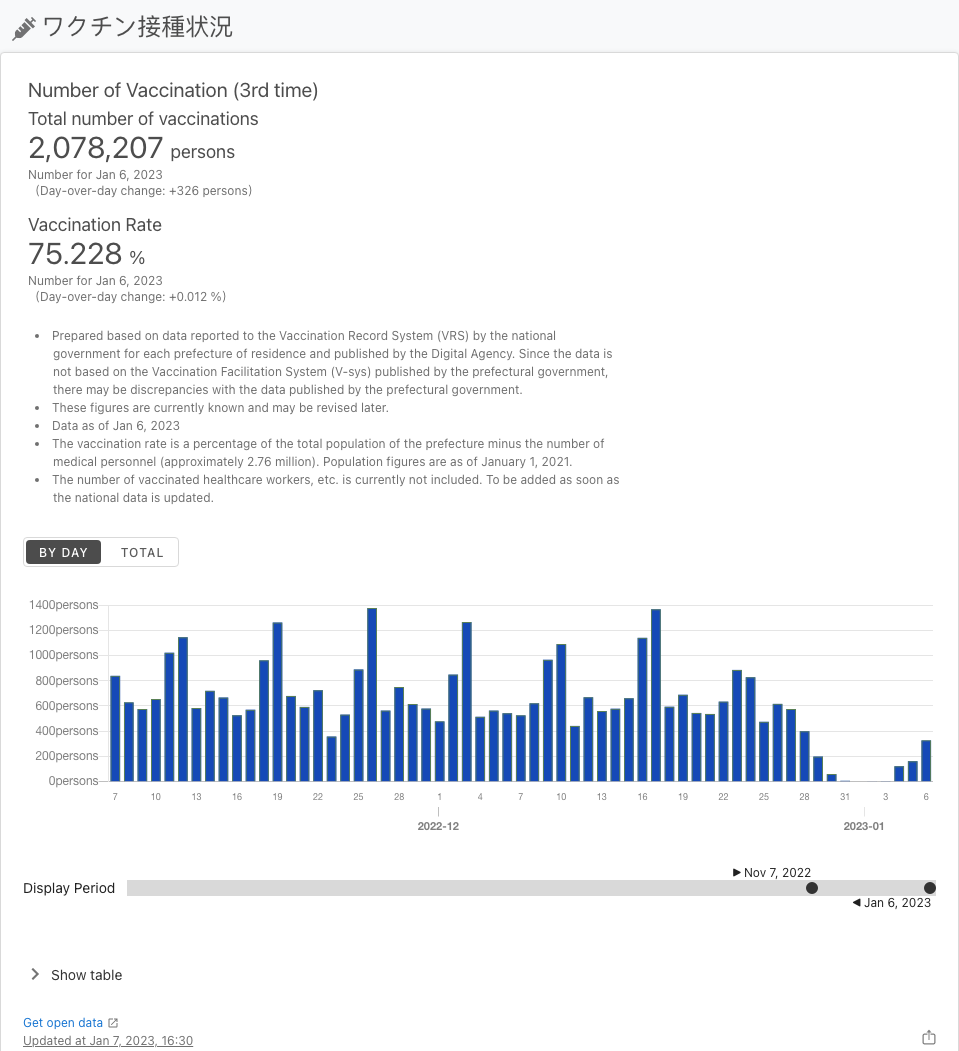 ワクチン接種状況
Number of Vaccination (3rd time)
Total number of vaccinations
2,078,207 persons
Number for Jan 6, 2023
(Day-over-day change: +326 persons)
Vaccination Rate
75.228 %
Number for Jan 6, 2023
(Day-over-day change: +0.012 %)
• Prepared based on data reported to the Vaccination Record System (VRS) by the national
government for each prefecture of residence and published by the Digital Agency. Since the data is
not based on the Vaccination Facilitation System (V-sys) published by the prefectural government,
there may be discrepancies with the data published by the prefectural government.
• These figures are currently known and may be revised later.
• Data as of Jan 6, 2023
• The vaccination rate is a percentage of the total population of the prefecture minus the number of
medical personnel (approximately 2.76 million). Population figures are as of January 1, 2021.
• The number of vaccinated healthcare workers, etc. is currently not included. To be added as soon as
the national data is updated.
BY DAY TOTAL
1400persons
1200persons
1000persons
800persons
600persons
400persons
200persons
0persons
7 10 13 16 19 22 25 28 1 4 7 10 13 16 19 22 25 28 31 3 6
2022-12 2023-01
Nov 7, 2022
Display Period
Jan 6, 2023
Show table
Get open data
Updated at Jan 7, 2023, 16:30